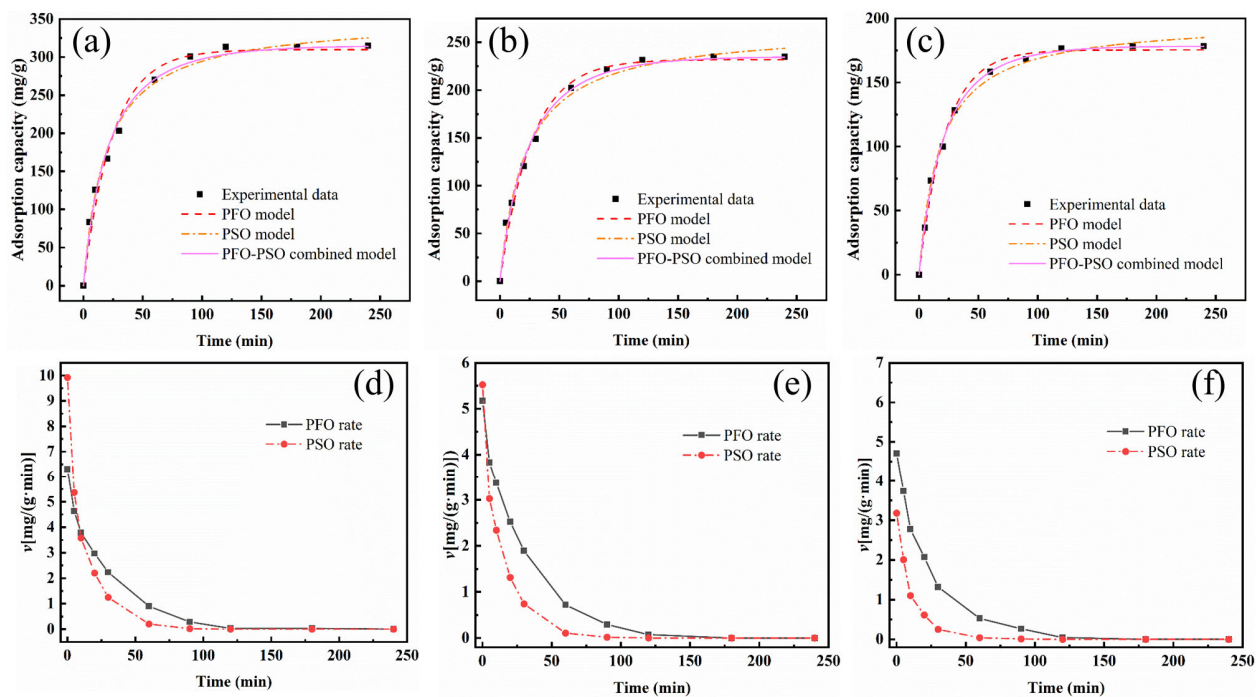 (a)
350
300
250
200
150
100
50
0
Adsorption capacity (mg/g)
Experimental data
PFO model
PSO model
PFO-PSO combined model
0 50 100 150 200 250
Time (min)
(b)
250
200
150
100
50
0
Adsorption capacity (mg/g)
Experimental data
PFO model
PSO model
PFO-PSO combined model
0 50 100 150 200 250
Time (min)
(c)
200
150
100
50
0
Adsorption capacity (mg/g)
Experimental data
PFO model
PSO model
PFO-PSO combined model
0 50 100 150 200 250
Time (min)
(d)
10
9
8
7
6
5
4
3
2
1
0
v[mg/(g·min)]
PFO rate
PSO rate
0 50 100 150 200 250
Time (min)
(e)
6
5
4
3
2
1
0
v[mg/(g·min)])
PFO rate
PSO rate
0 50 100 150 200 250
Time (min)
(f)
7
6
5
4
3
2
1
0
v[mg/(g·min)]
PFO rate
PSO rate
0 50 100 150 200 250
Time (min)